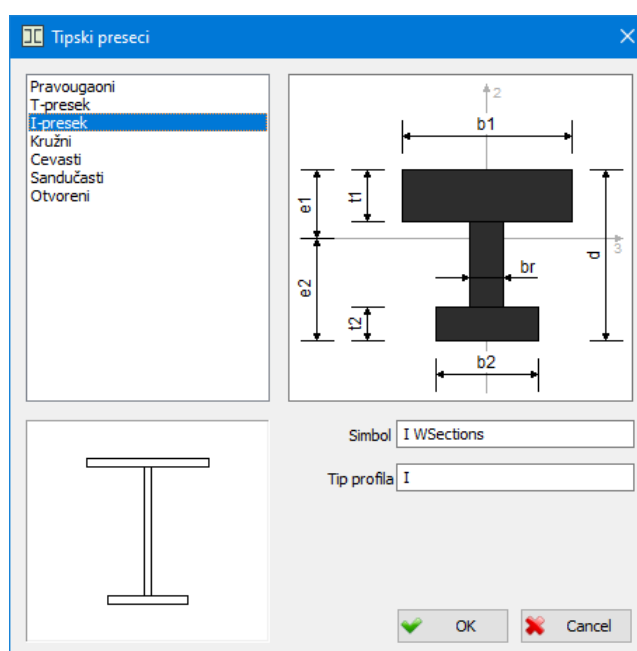 Tipski preseci
Pravougaoni
T-presek
I-presek
Kružni
Cevasti
Sandučasti
Otvoreni
2
b1
e1
t1
3
d
br
e2
t2
b2
Simbol I WSections
Tip profila I
OK Cancel